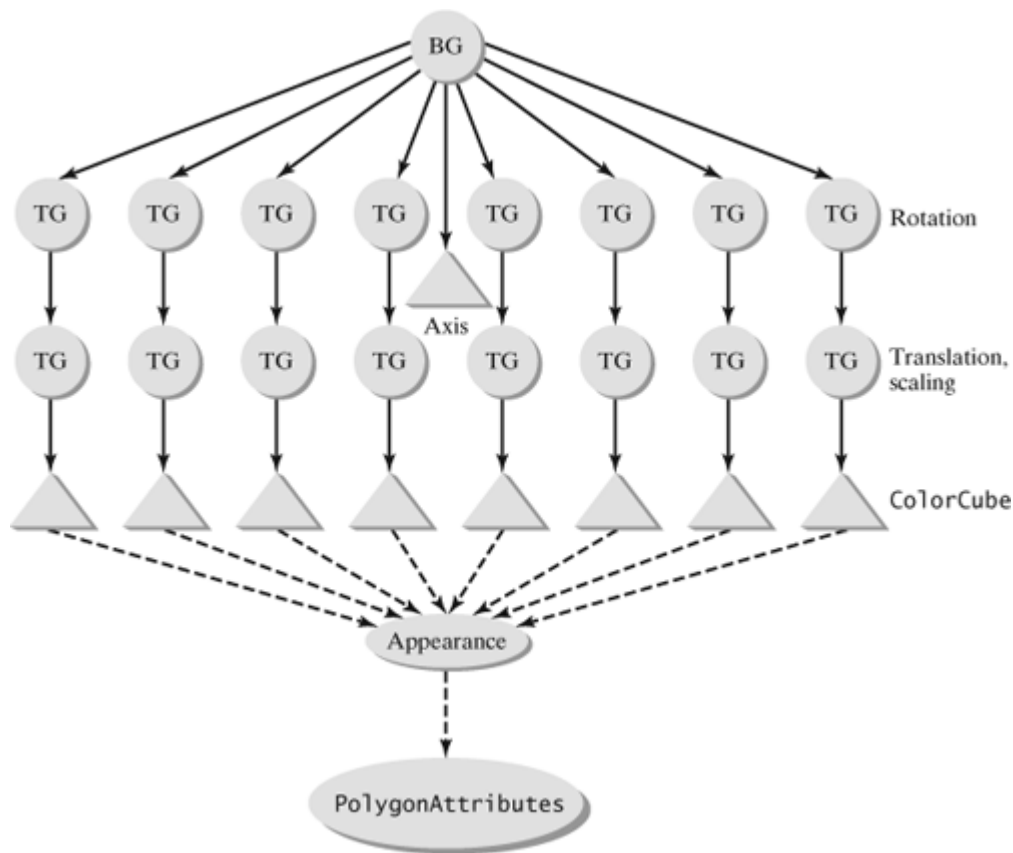 BG
TG TG TG TG TG TG TG TG Rotation
Axis
TG TG TG TG TG TG TG TG Translation,
scaling
ColorCube
Appearance
PolygonAttributes